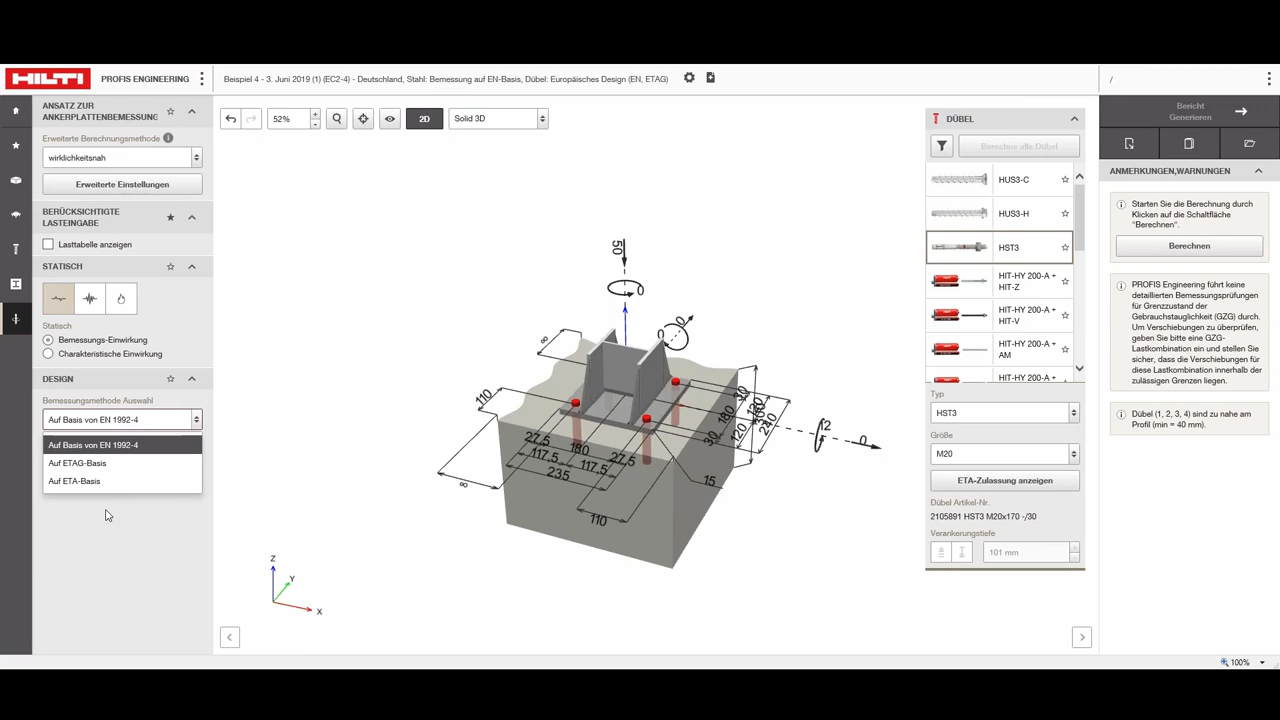 HILTI
PROFIS ENGINEERING
Beispiel 4 - 3. Juni 2019 (1) (EC2-4) - Deutschland, Stahl: Bemessung auf EN-Basis, Dübel: Europäisches Design (EN, ETAG)
/
ANSATZ ZUR
ANKERPLATTENBEMESSUNG
Erweiterte Berechnungsmethode
wirklichkeitsnah
Erweiterte Einstellungen
BERÜCKSICHTIGTE
LASTEINGABE
Lasttabelle anzeigen
STATISCH
Statisch
Bemessungs-Einwirkung
Charakteristische Einwirkung
DESIGN
Bemessungsmethode Auswahl
Auf Basis von EN 1992-4
Auf Basis von EN 1992-4
Auf ETAG-Basis
Auf ETA-Basis
52%
2D
Solid 3D
50
0
0
0
∞
110
27.5
180
27.5
117.5
117.5
235
∞
110
15
30
180
120
30
120
240
12
0
Z
Y
X
DÜBEL
Berechne alle Dübel
HUS3-C
HUS3-H
HST3
HIT-HY 200-A +
HIT-Z
HIT-HY 200-A +
HIT-V
HIT-HY 200-A +
AM
HIT-HY 200-A +
Typ
HST3
Größe
M20
ETA-Zulassung anzeigen
Dübel Artikel-Nr.
2105891 HST3 M20x170 -/30
Verankerungstiefe
101 mm
Bericht
Generieren
ANMERKUNGEN,WARNUNGEN
Starten Sie die Berechnung durch
Klicken auf die Schaltfläche
"Berechnen".
Berechnen
PROFIS Engineering führt keine
detaillierten Bemessungsprüfungen
für Grenzzustand der
Gebrauchstauglichkeit (GZG) durch.
Um Verschiebungen zu überprüfen,
geben Sie bitte eine GZG-
Lastkombination ein und stellen Sie
sicher, dass die Verschiebungen für
diese Lastkombination innerhalb der
zulässigen Grenzen liegen.
Dübel (1, 2, 3, 4) sind zu nahe am
Profil (min = 40 mm).
100%